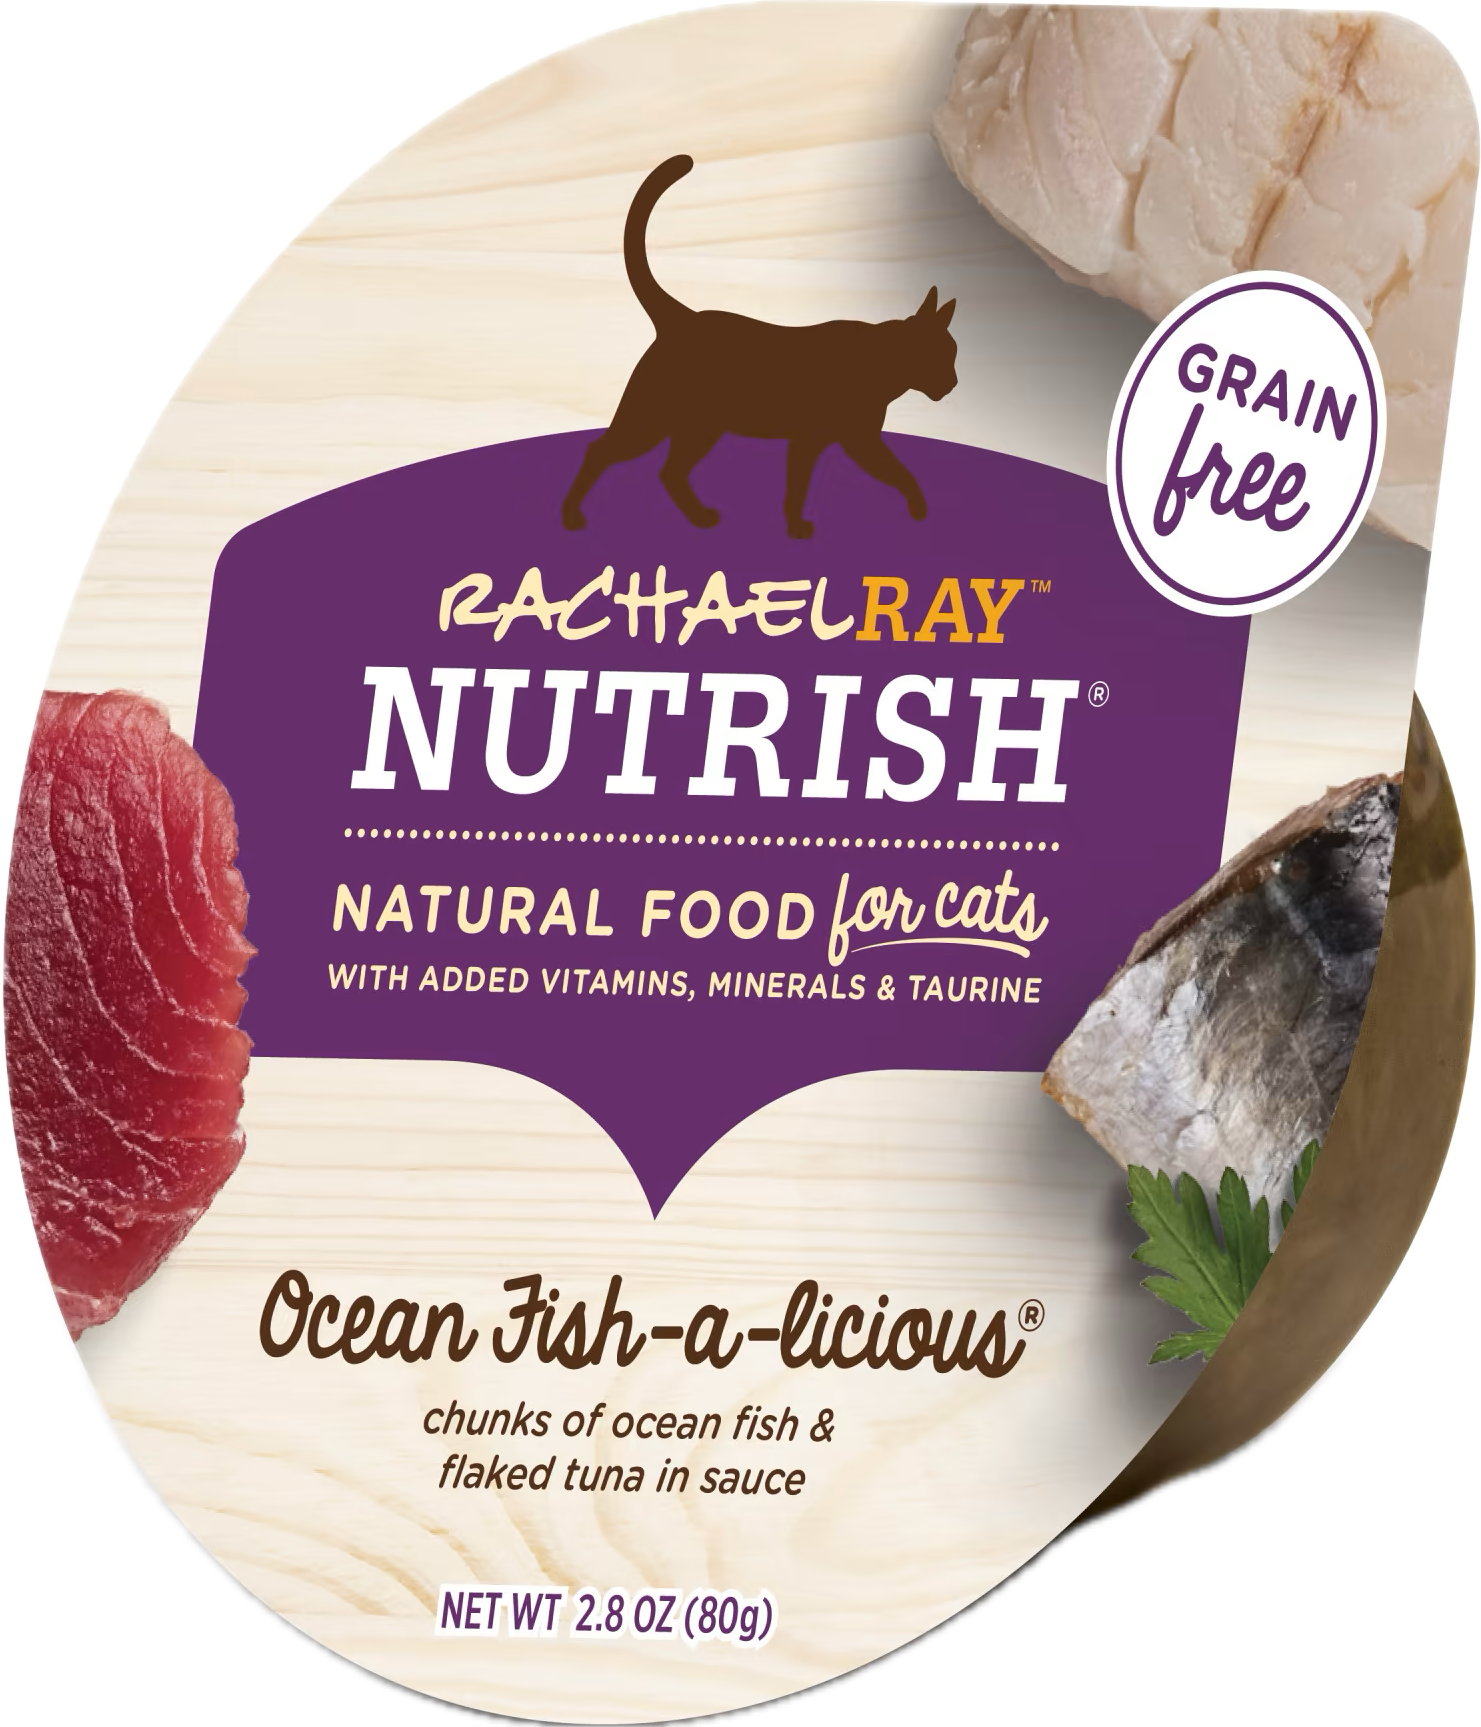 GRAIN
free
RACHAELRAY™
NUTRISH®
NATURAL FOOD for cats
WITH ADDED VITAMINS, MINERALS & TAURINE
Ocean Fish-a-licious®
chunks of ocean fish &
flaked tuna in sauce
NET WT 2.8 OZ (80g)